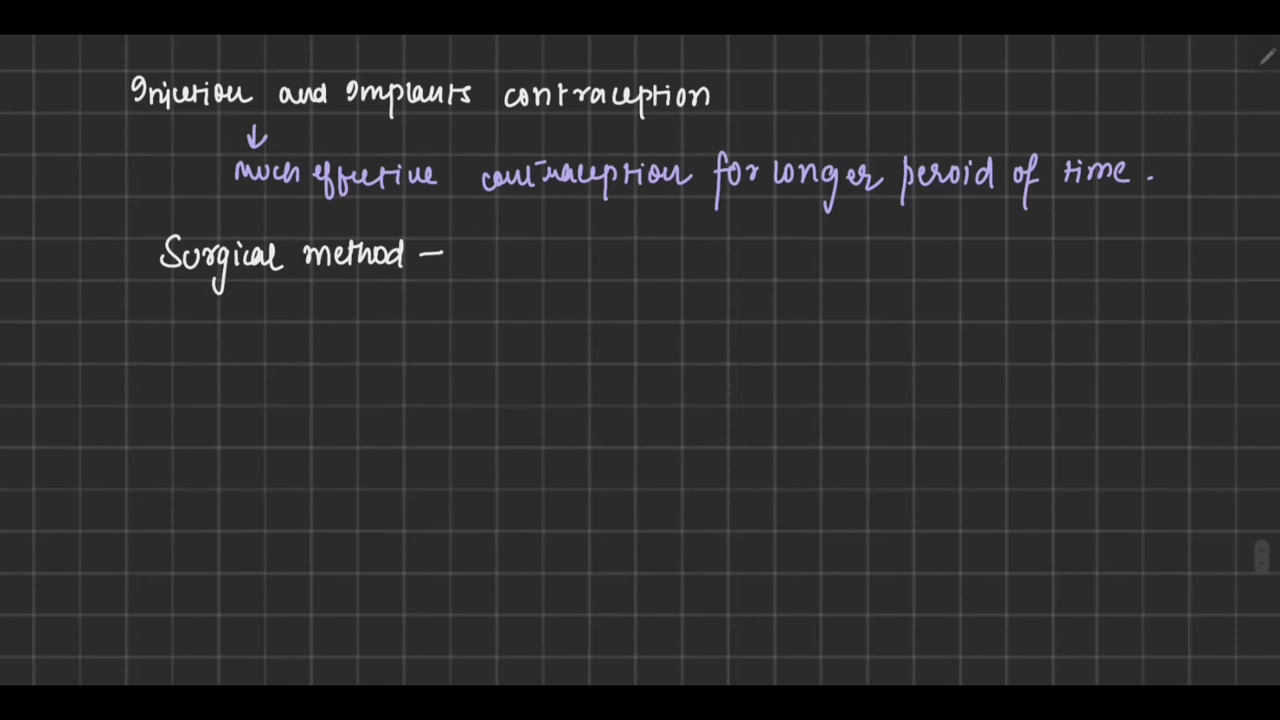 Injection and Implants contraception
↓
much effective contraception for longer peroid of time.
Surgical method -